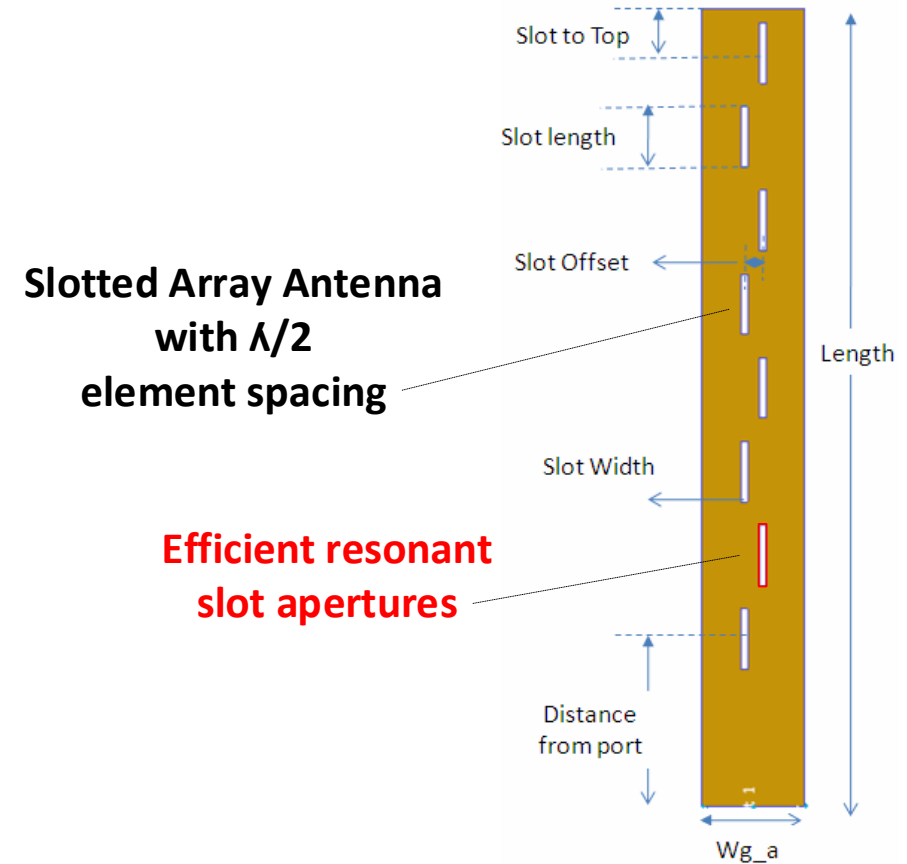 Slot to Top
Slot length
Slot Offset
Slotted Array Antenna
with ʎ/2
element spacing
Length
Slot Width
Efficient resonant
slot apertures
Distance
from port
Wg_a